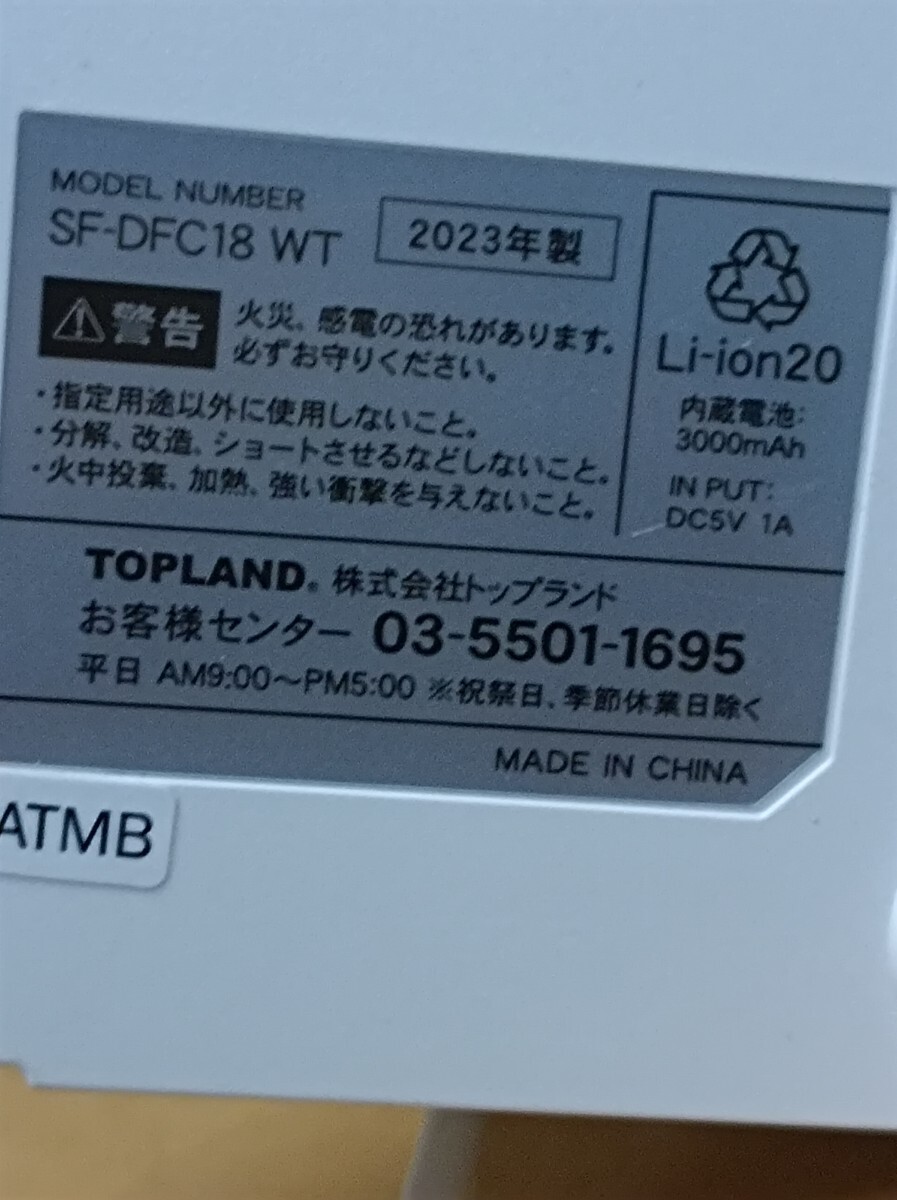 MODEL NUMBER
SF-DFC18 WT
2023年製
警告
火災、感電の恐れがあります。
必ずお守りください。
・指定用途以外に使用しないこと。
・分解、改造、ショートさせるなどしないこと。
・火中投棄、加熱、強い衝撃を与えないこと。
Li-ion20
内蔵電池:
3000mAh
IN PUT:
DC5V 1A
TOPLAND® 株式会社トップランド
お客様センター 03-5501-1695
平日 AM9:00〜PM5:00 ※祝祭日、季節休業日除く
MADE IN CHINA
ATMB